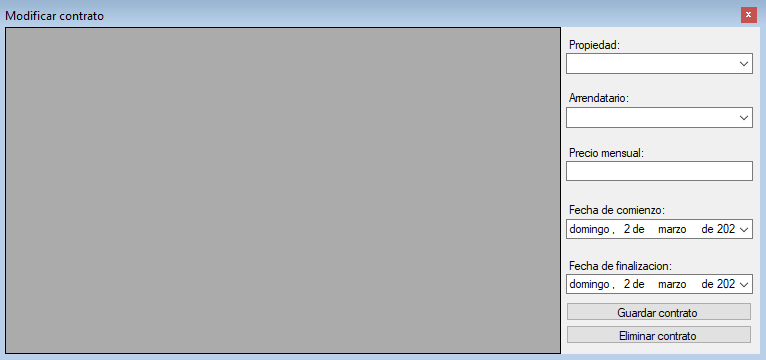 Modificar contrato
Propiedad:
Arrendatario:
Precio mensual:
Fecha de comienzo:
domingo , 2 de marzo de 202
Fecha de finalizacion:
domingo , 2 de marzo de 202
Guardar contrato
Eliminar contrato